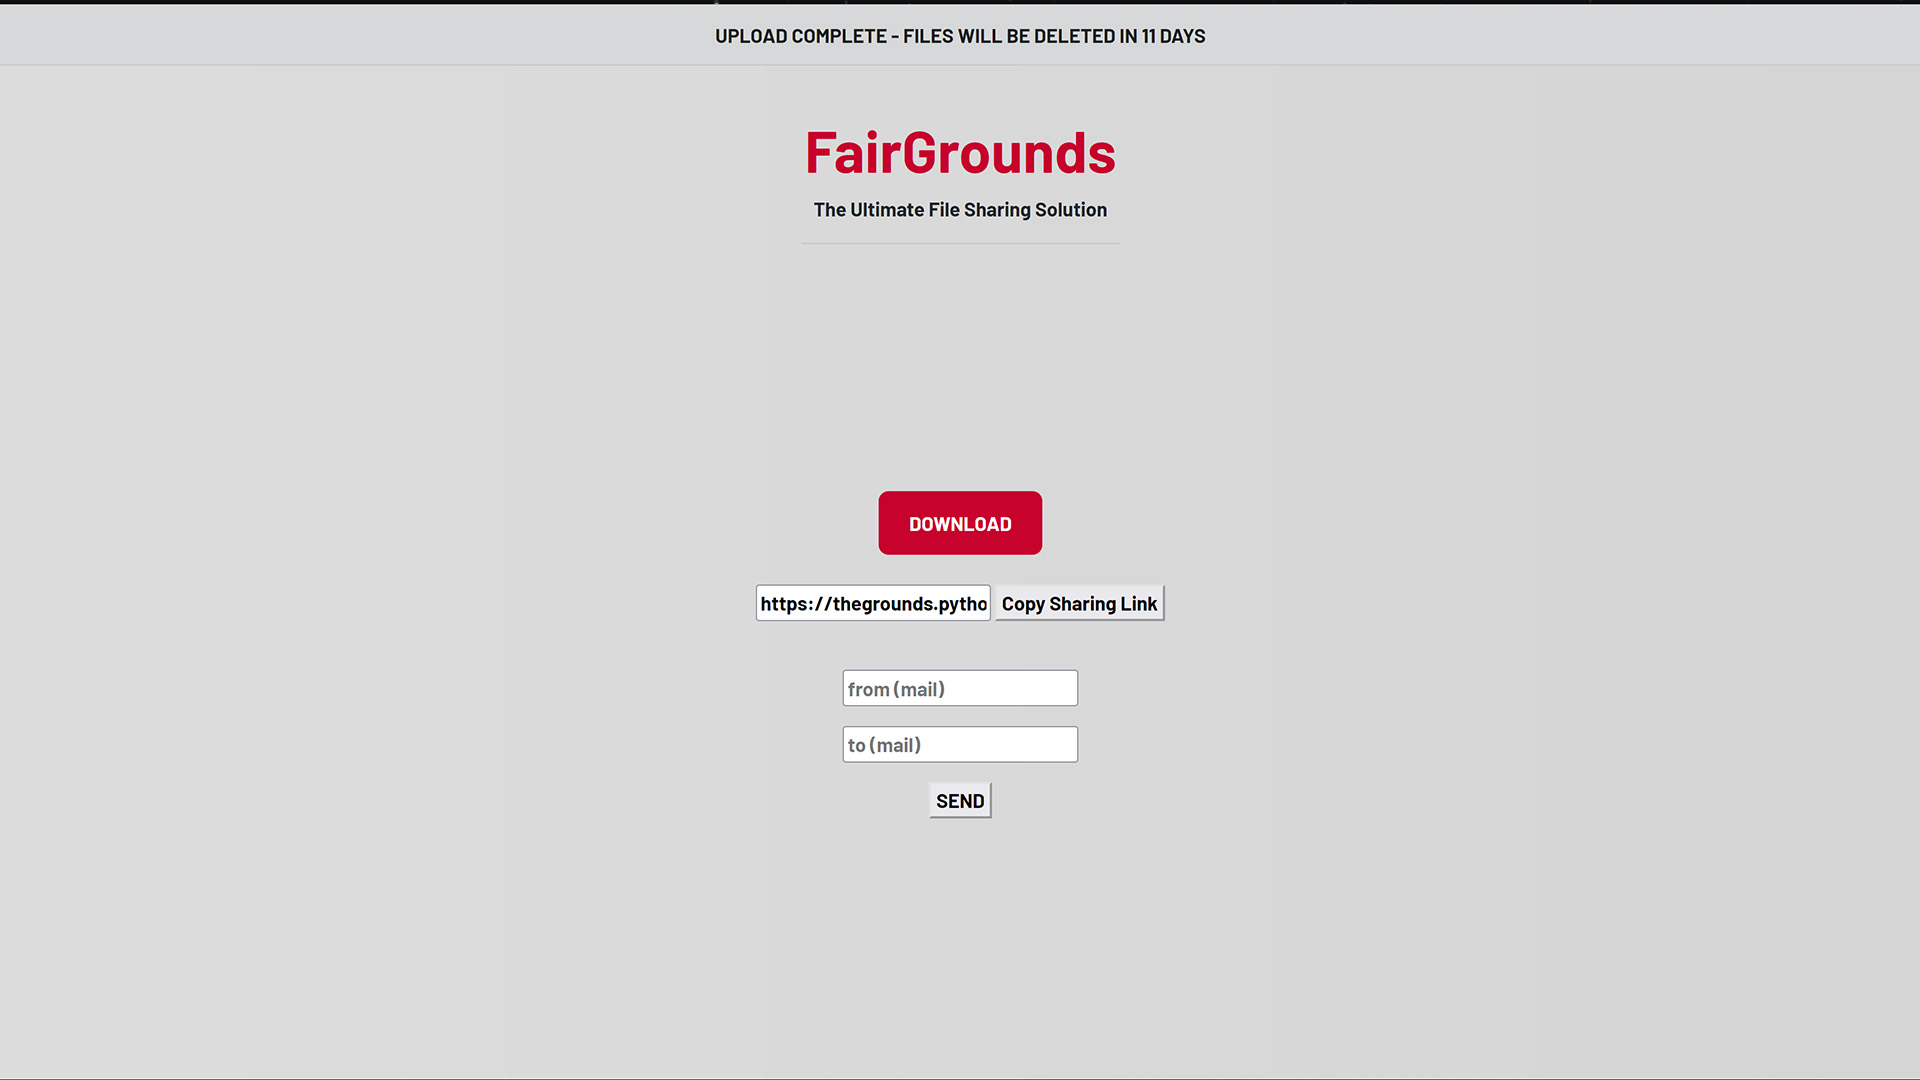 UPLOAD COMPLETE - FILES WILL BE DELETED IN 11 DAYS
FairGrounds
The Ultimate File Sharing Solution
DOWNLOAD
https://thegrounds.pytho
Copy Sharing Link
from (mail)
to (mail)
SEND